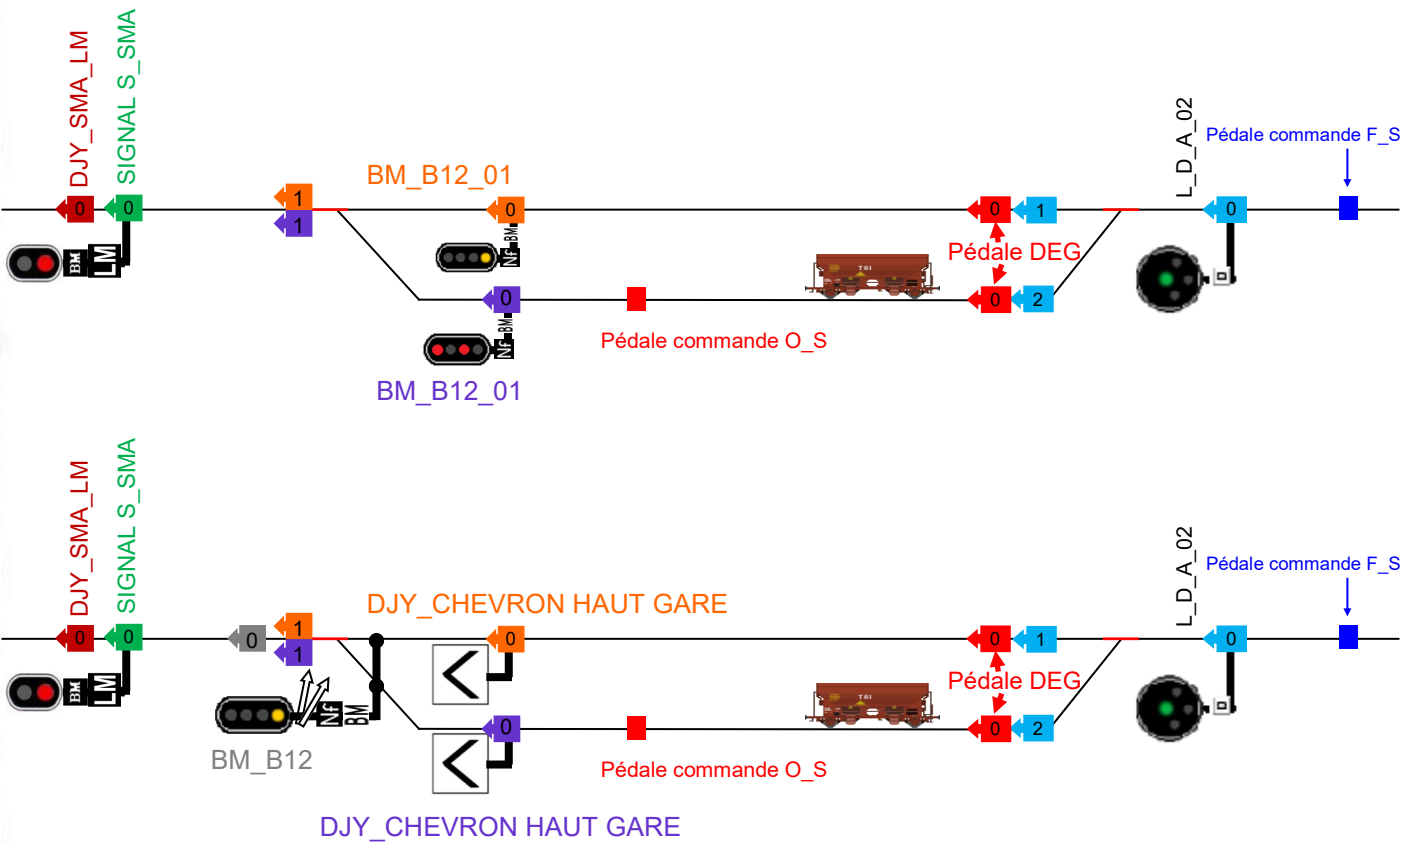 DJY_SMA_LM
SIGNAL S_SMA
L_D_A_02
Pédale commande F_S
BM_B12_01
0
0
1
1
0
0
1
0
BM
LM
BM
Nf
Pédale DEG
TGI
D
0
0
2
BM
Nf
Pédale commande O_S
BM_B12_01
DJY_SMA_LM
SIGNAL S_SMA
L_D_A_02
Pédale commande F_S
DJY_CHEVRON HAUT GARE
0
0
0
1
1
0
0
1
0
BM
LM
Pédale DEG
TGI
D
Nf
BM
0
0
2
BM_B12
Pédale commande O_S
DJY_CHEVRON HAUT GARE